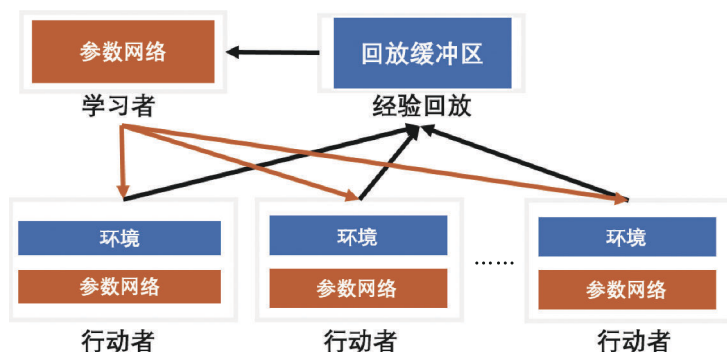 参数网络
回放缓冲区
学习者
经验回放
环境
环境
环境
参数网络
参数网络
参数网络
……
行动者
行动者
行动者